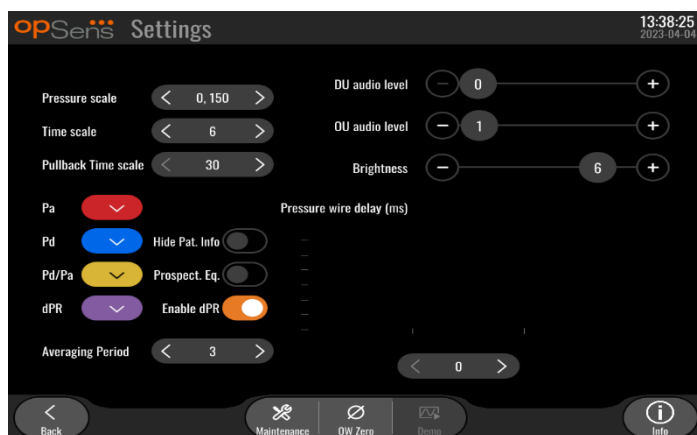 opSens Settings
13:38:25
2023-04-04
Pressure scale 0, 150
Time scale 6
Pullback Time scale 30
DU audio level 0
OU audio level 1
Brightness 6
Pa
Pd
Pd/Pa
dPR
Hide Pat. Info
Prospect. Eq.
Enable dPR
Pressure wire delay (ms)
Averaging Period 3
0
Back
Maintenance
OW Zero
Demo
Info